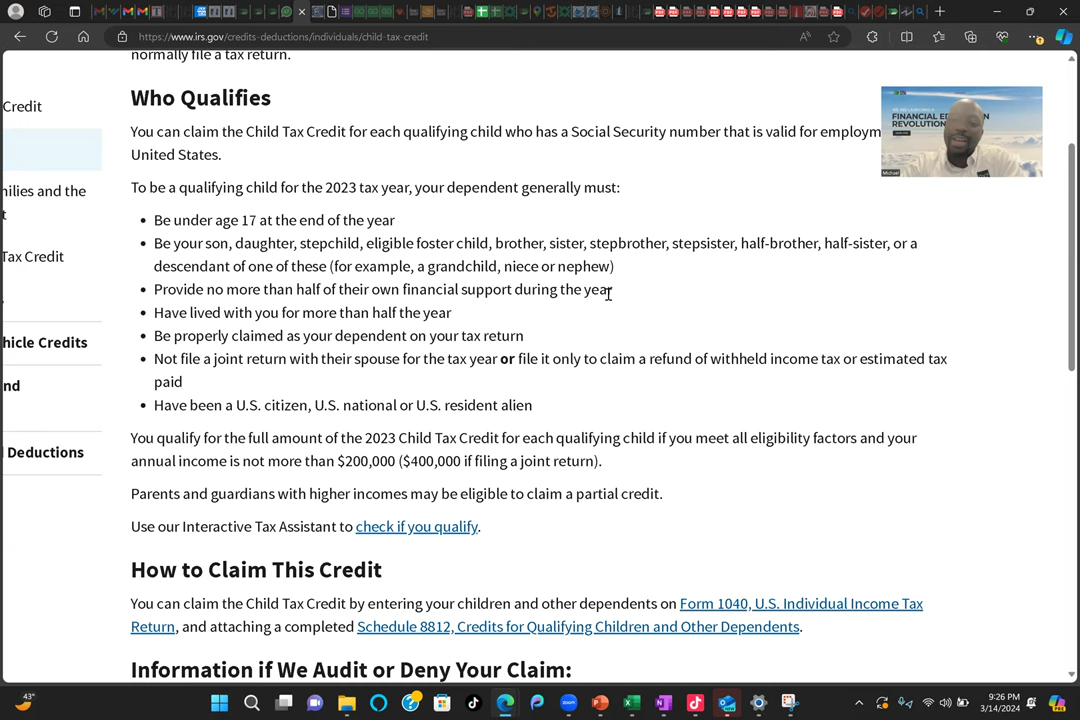 https://www.irs.gov/credits-deductions/individuals/child-tax-credit
normally file a tax return.
Credit
Who Qualifies
FINANCIAL
REVOLUTION
You can claim the Child Tax Credit for each qualifying child who has a Social Security number that is valid for employm
United States.
Michael
To be a qualifying child for the 2023 tax year, your dependent generally must:
nilies and the
t
• Be under age 17 at the end of the year
• Be your son, daughter, stepchild, eligible foster child, brother, sister, stepbrother, stepsister, half-brother, half-sister, or a
descendant of one of these (for example, a grandchild, niece or nephew)
Tax Credit
• Provide no more than half of their own financial support during the year
• Have lived with you for more than half the year
• Be properly claimed as your dependent on your tax return
hicle Credits
• Not file a joint return with their spouse for the tax year or file it only to claim a refund of withheld income tax or estimated tax
paid
nd
• Have been a U.S. citizen, U.S. national or U.S. resident alien
You qualify for the full amount of the 2023 Child Tax Credit for each qualifying child if you meet all eligibility factors and your
annual income is not more than $200,000 ($400,000 if filing a joint return).
Deductions
Parents and guardians with higher incomes may be eligible to claim a partial credit.
Use our Interactive Tax Assistant to check if you qualify.
How to Claim This Credit
You can claim the Child Tax Credit by entering your children and other dependents on Form 1040, U.S. Individual Income Tax
Return, and attaching a completed Schedule 8812, Credits for Qualifying Children and Other Dependents.
Information if We Audit or Deny Your Claim:
43°
9:26 PM
3/14/2024